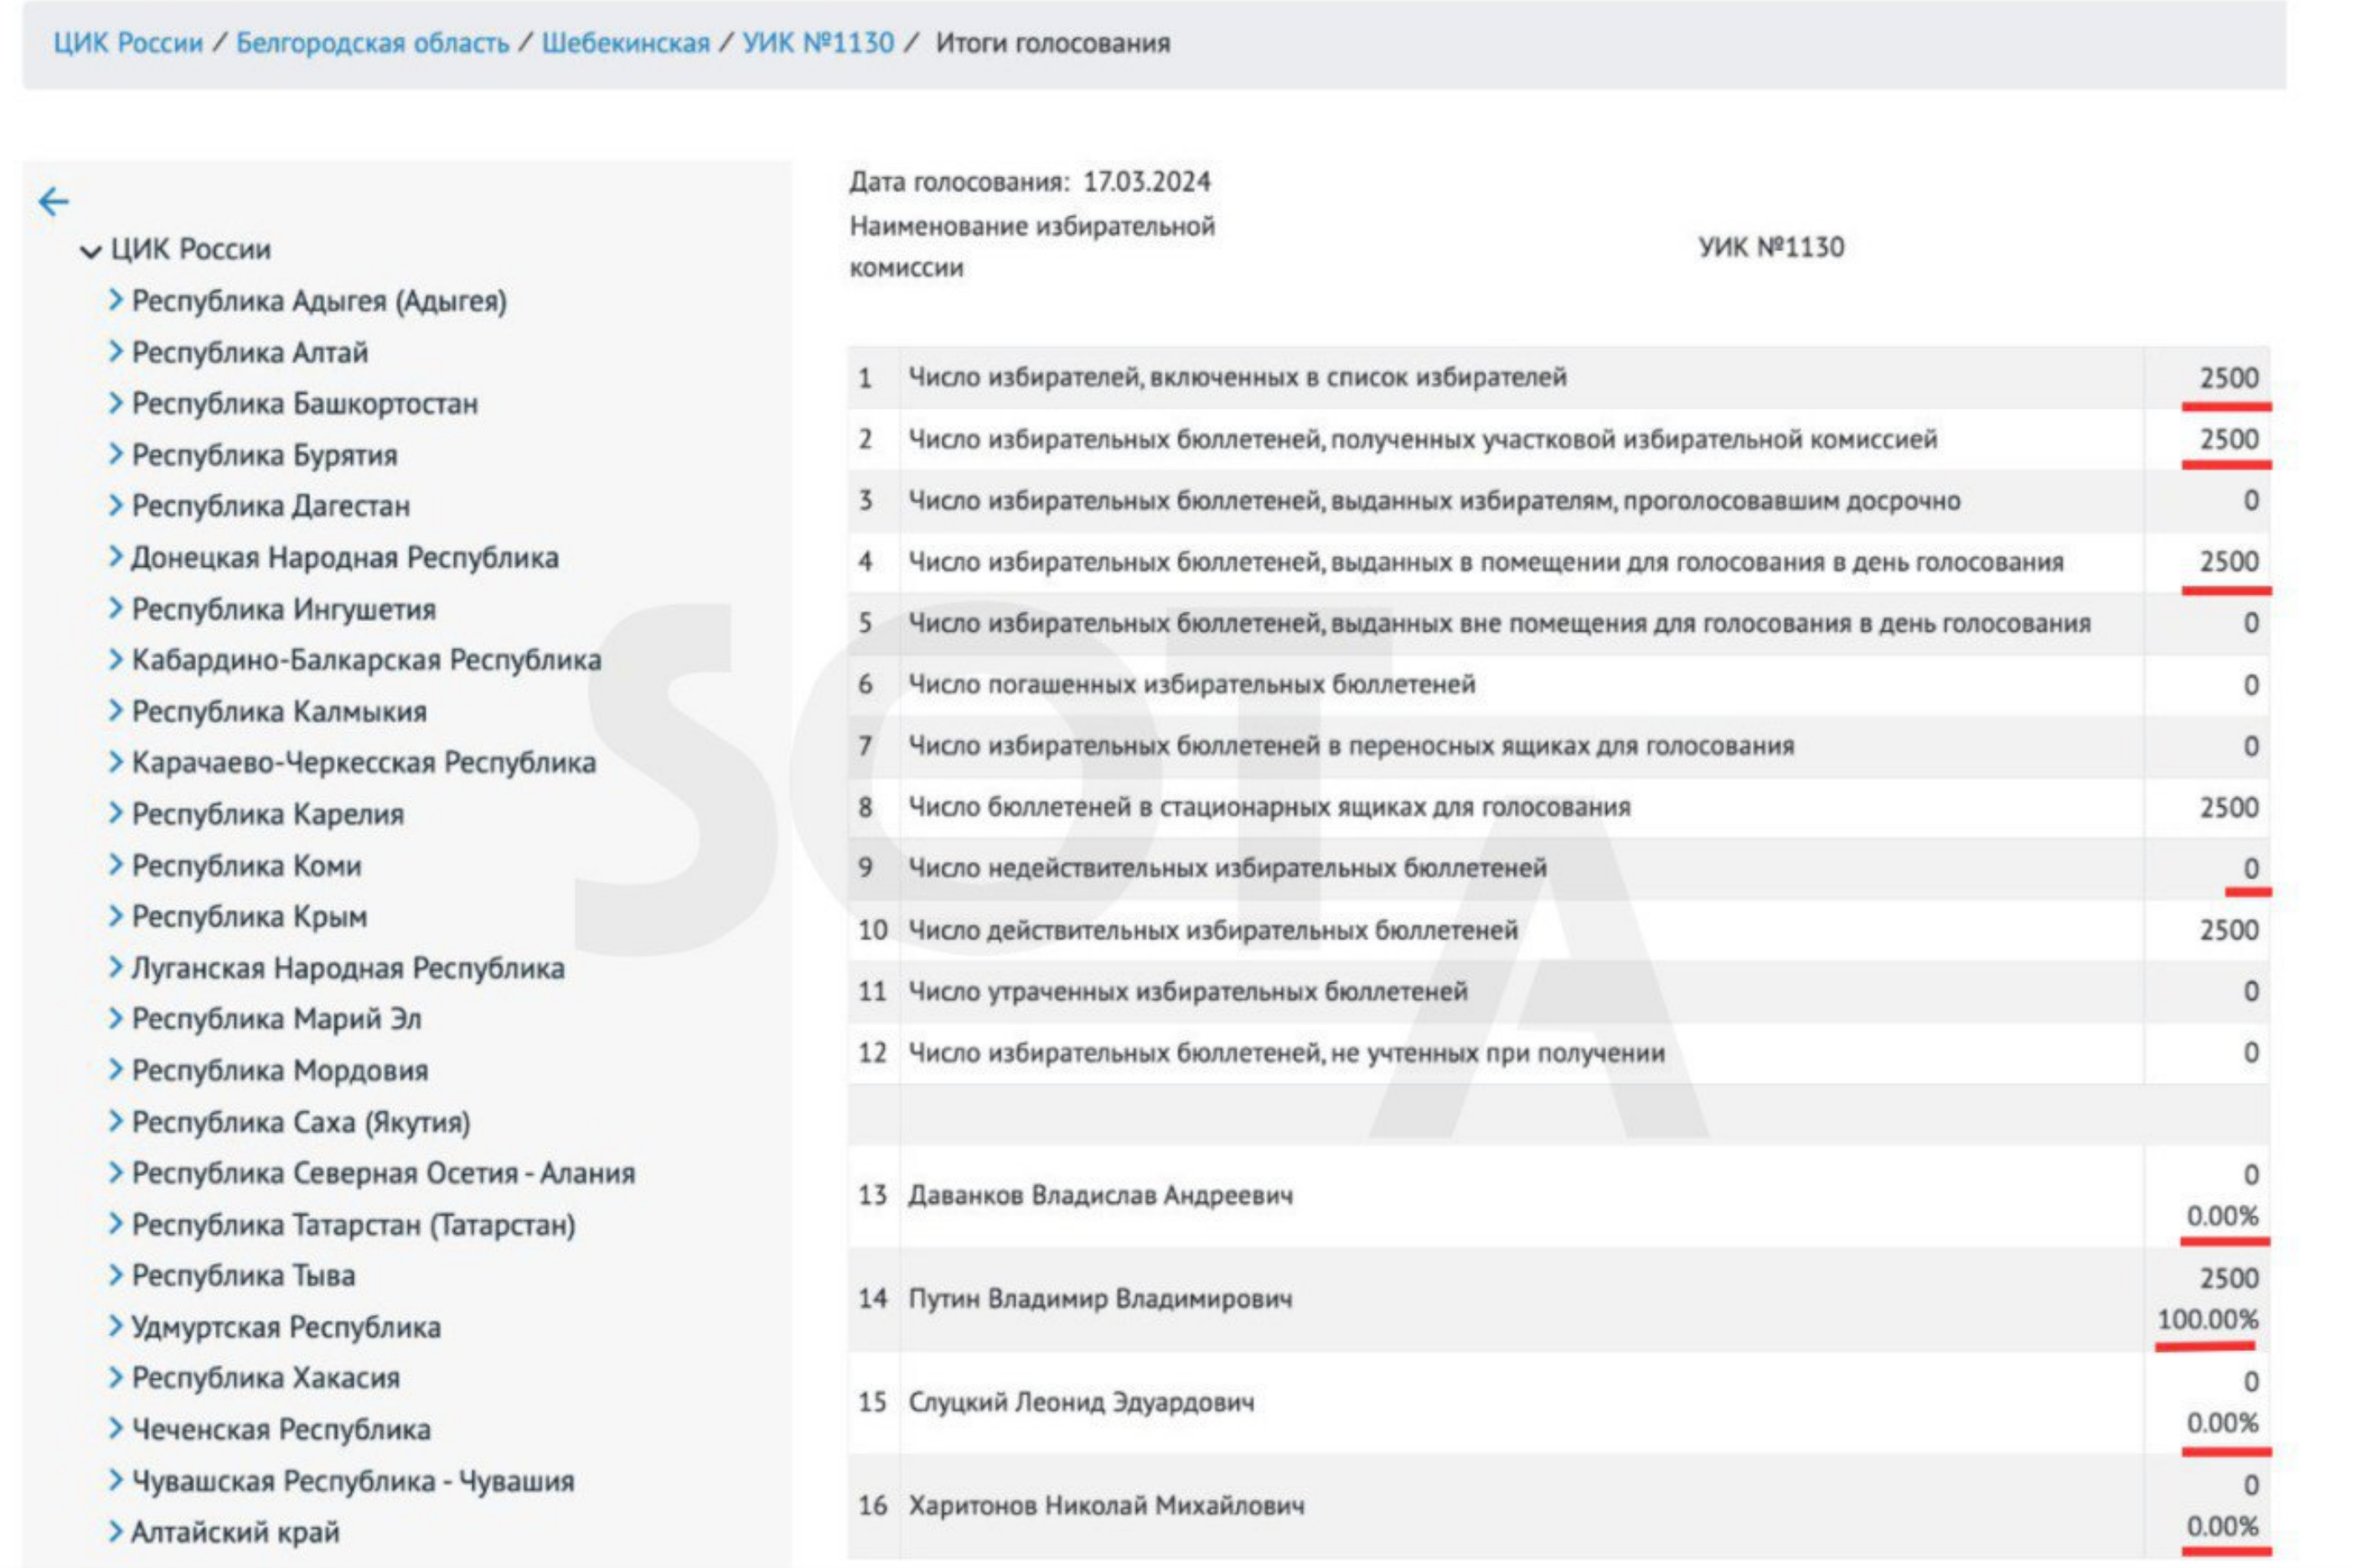 ЦИК России / Белгородская область / Шебекинская / УИК №1130 / Итоги голосования
ЦИК России
Республика Адыгея (Адыгея)
Республика Алтай
Республика Башкортостан
Республика Бурятия
Республика Дагестан
Донецкая Народная Республика
Республика Ингушетия
Кабардино-Балкарская Республика
Республика Калмыкия
Карачаево-Черкесская Республика
Республика Карелия
Республика Коми
Республика Крым
Луганская Народная Республика
Республика Марий Эл
Республика Мордовия
Республика Саха (Якутия)
Республика Северная Осетия - Алания
Республика Татарстан (Татарстан)
Республика Тыва
Удмуртская Республика
Республика Хакасия
Чеченская Республика
Чувашская Республика - Чувашия
Алтайский край
Дата голосования: 17.03.2024
Наименование избирательной
комиссии
УИК №1130
1 Число избирателей, включенных в список избирателей 2500
2 Число избирательных бюллетеней, полученных участковой избирательной комиссией 2500
3 Число избирательных бюллетеней, выданных избирателям, проголосовавшим досрочно 0
4 Число избирательных бюллетеней, выданных в помещении для голосования в день голосования 2500
5 Число избирательных бюллетеней, выданных вне помещения для голосования в день голосования 0
6 Число погашенных избирательных бюллетеней 0
7 Число избирательных бюллетеней в переносных ящиках для голосования 0
8 Число бюллетеней в стационарных ящиках для голосования 2500
9 Число недействительных избирательных бюллетеней 0
10 Число действительных избирательных бюллетеней 2500
11 Число утраченных избирательных бюллетеней 0
12 Число избирательных бюллетеней, не учтенных при получении 0
13 Даванков Владислав Андреевич 0
0.00%
14 Путин Владимир Владимирович 2500
100.00%
15 Слуцкий Леонид Эдуардович 0
0.00%
16 Харитонов Николай Михайлович 0
0.00%
SOTA